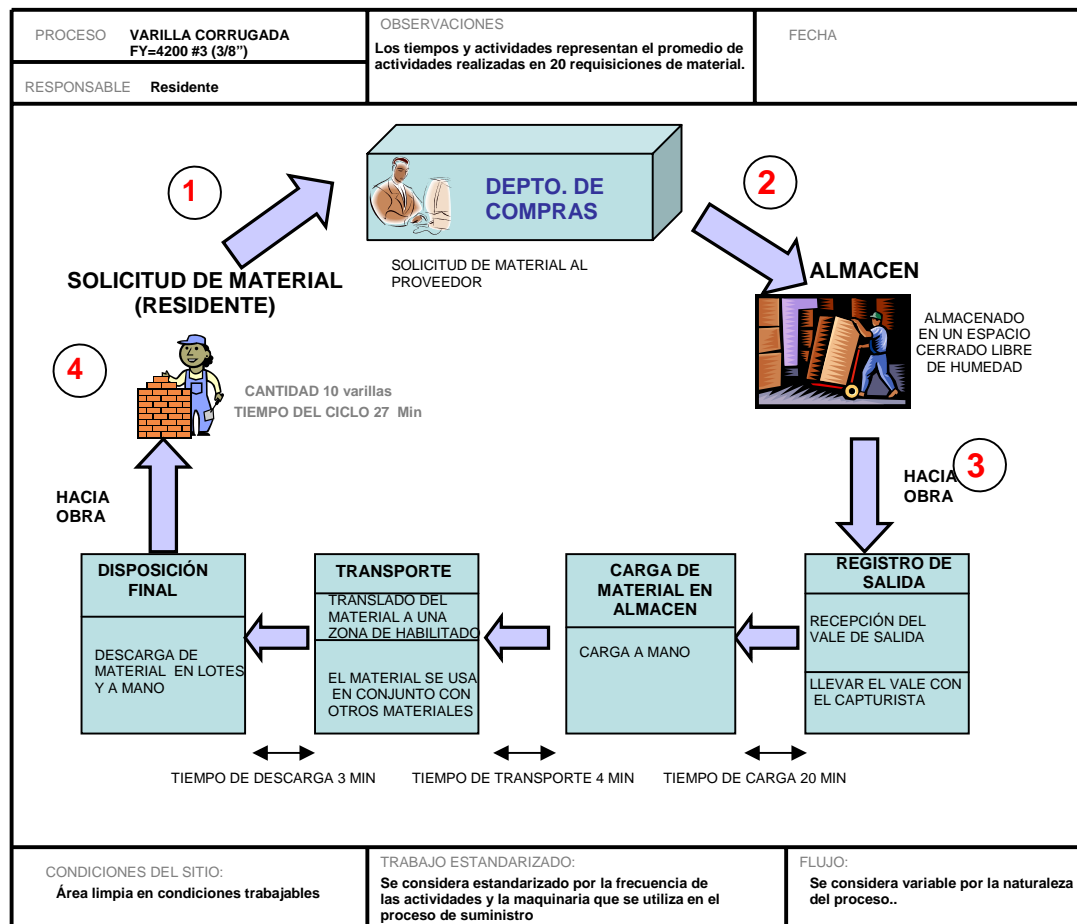 PROCESO VARILLA CORRUGADA
FY=4200 #3 (3/8”)
RESPONSABLE Residente
OBSERVACIONES
Los tiempos y actividades representan el promedio de
actividades realizadas en 20 requisiciones de material.
FECHA
1
DEPTO. DE
COMPRAS
2
SOLICITUD DE MATERIAL AL
PROVEEDOR
SOLICITUD DE MATERIAL
(RESIDENTE)
ALMACEN
ALMACENADO
EN UN ESPACIO
CERRADO LIBRE
DE HUMEDAD
4
CANTIDAD 10 varillas
TIEMPO DEL CICLO 27 Min
HACIA
OBRA
3
HACIA
OBRA
DISPOSICIÓN
FINAL
DESCARGA DE
MATERIAL EN LOTES
Y A MANO
TRANSPORTE
TRANSLADO DEL
MATERIAL A UNA
ZONA DE HABILITADO
EL MATERIAL SE USA
EN CONJUNTO CON
OTROS MATERIALES
CARGA DE
MATERIAL EN
ALMACEN
CARGA A MANO
REGISTRO DE
SALIDA
RECEPCIÓN DEL
VALE DE SALIDA
LLEVAR EL VALE CON
EL CAPTURISTA
TIEMPO DE DESCARGA 3 MIN
TIEMPO DE TRANSPORTE 4 MIN
TIEMPO DE CARGA 20 MIN
CONDICIONES DEL SITIO:
Área limpia en condiciones trabajables
TRABAJO ESTANDARIZADO:
Se considera estandarizado por la frecuencia de
las actividades y la maquinaria que se utiliza en el
proceso de suministro
FLUJO:
Se considera variable por la naturaleza
del proceso..